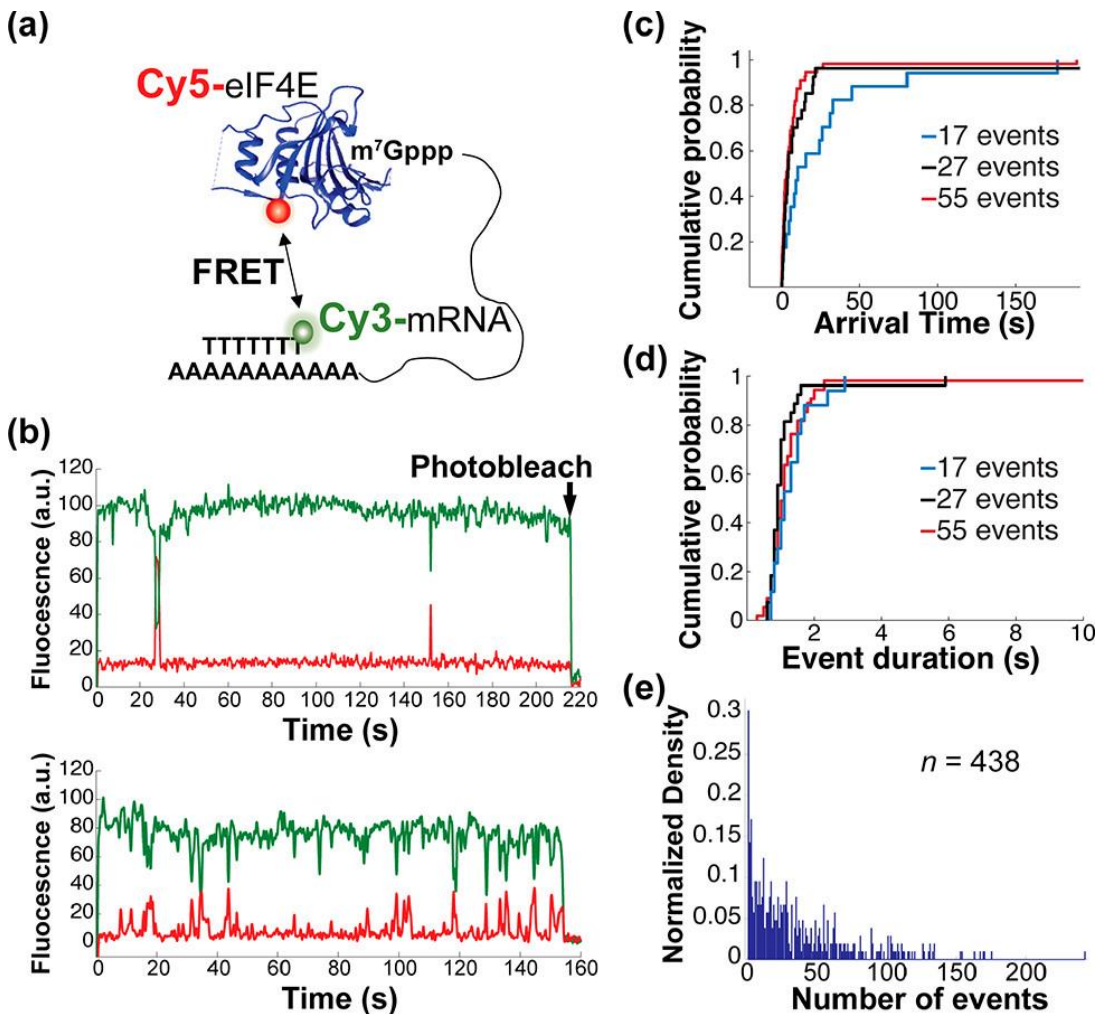 (a)
Cy5-eIF4E
m⁷Gppp
FRET
Cy3-mRNA
TTTTTTT
AAAAAAAAAAA
(b)
Fluocescnce (a.u.)
120
100
80
60
40
20
0
Photobleach
0 20 40 60 80 100 120 140 160 180 200 220
Time (s)
Fluocescnce (a.u.)
120
100
80
60
40
20
0
0 20 40 60 80 100 120 140 160
Time (s)
(c)
Cumulative probability
1
0.8
0.6
0.4
0.2
17 events
27 events
55 events
0 50 100 150
Arrival Time (s)
(d)
Cumulative probability
1
0.8
0.6
0.4
0.2
0
17 events
27 events
55 events
2 4 6 8 10
Event duration (s)
(e)
Normalized Density
0.3
0.25
0.2
0.15
0.1
0.05
0
n = 438
0 50 100 150 200
Number of events